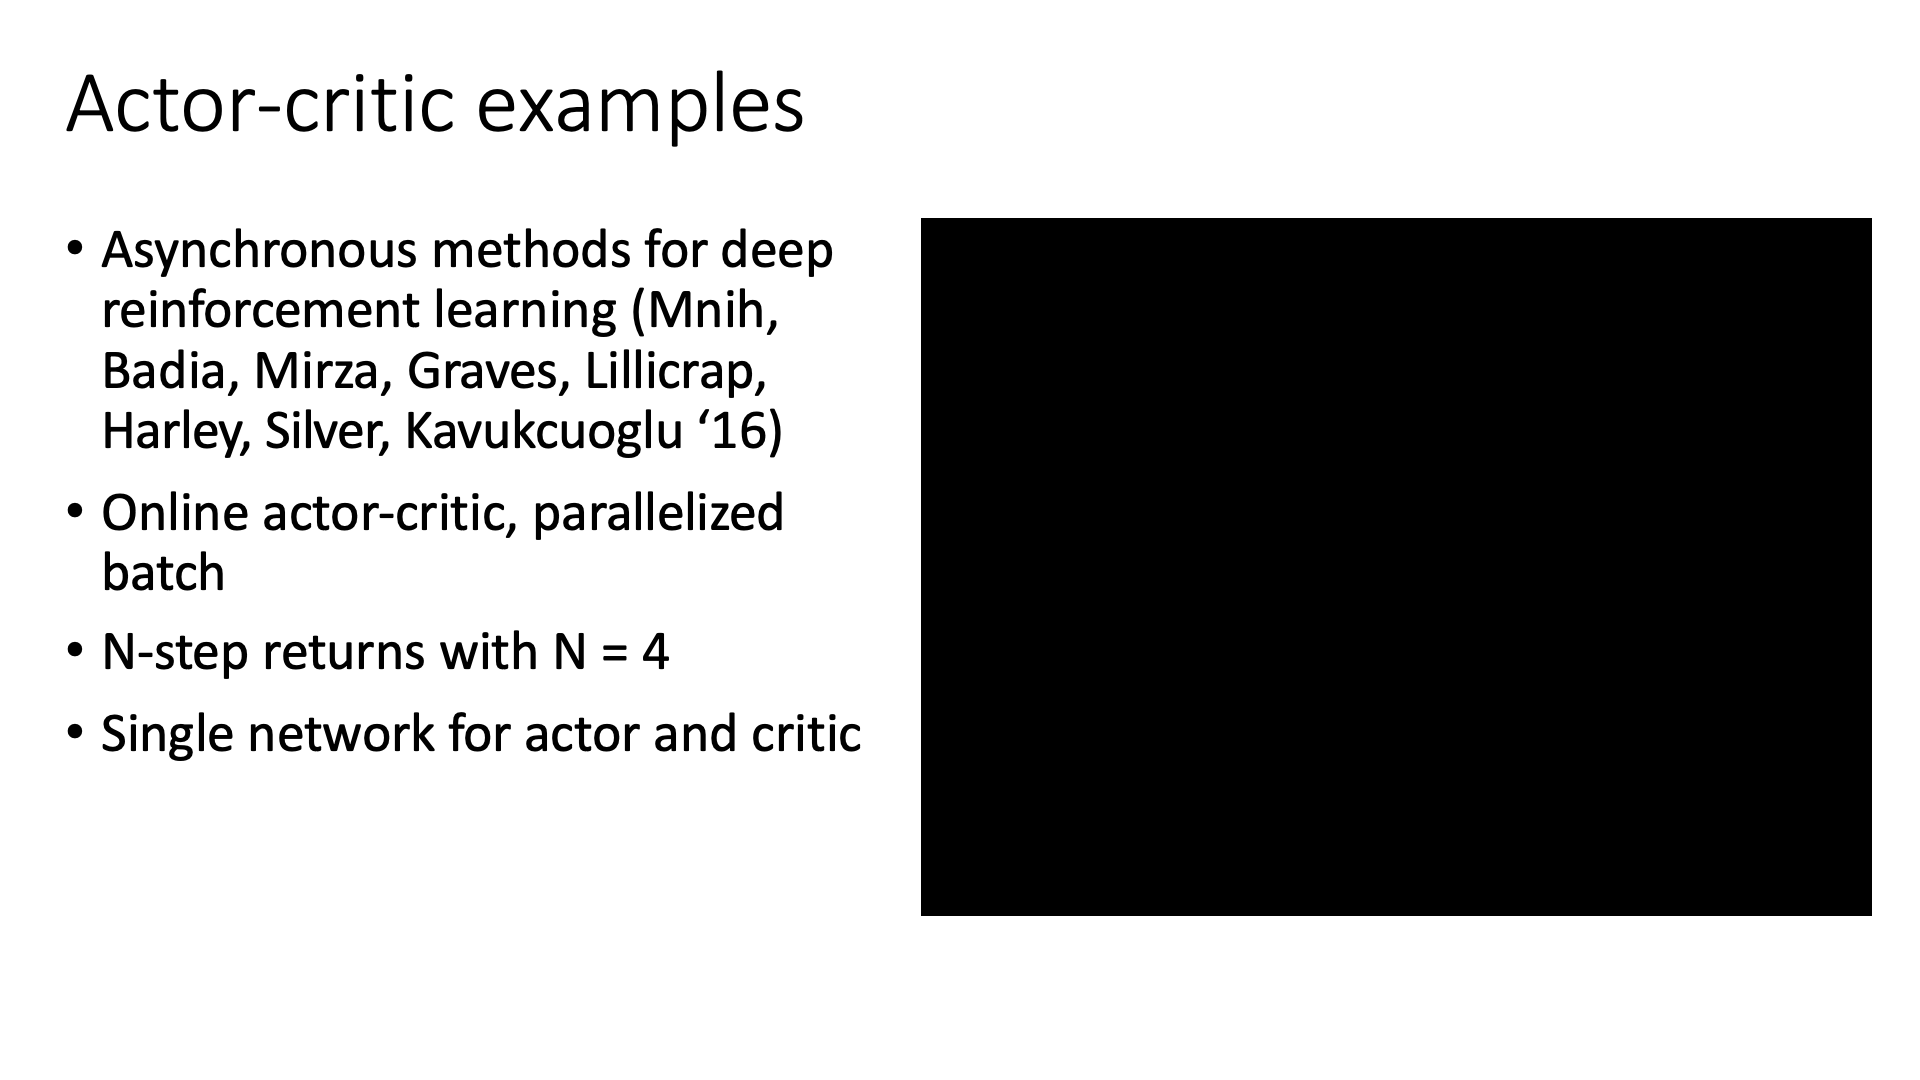 Actor-critic examples
• Asynchronous methods for deep
reinforcement learning (Mnih,
Badia, Mirza, Graves, Lillicrap,
Harley, Silver, Kavukcuoglu ‘16)
• Online actor-critic, parallelized
batch
• N-step returns with N = 4
• Single network for actor and critic